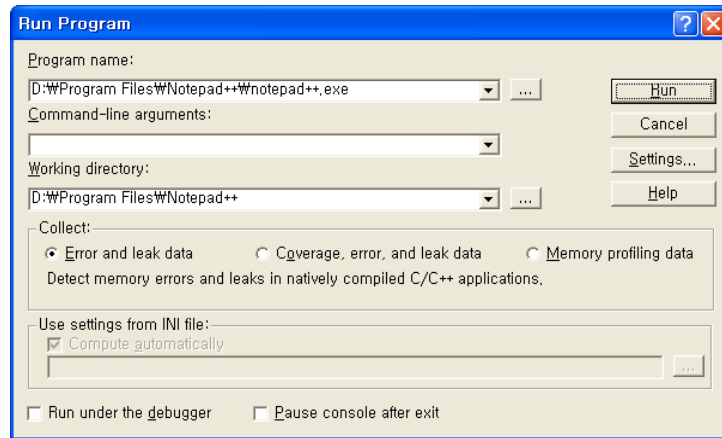 Run Program
Program name:
D:₩Program Files₩Notepad++₩notepad++.exe
...
Run
Command-line arguments:
Cancel
Settings...
Working directory:
D:₩Program Files₩Notepad++
...
Help
Collect:
Error and leak data Coverage, error, and leak data Memory profiling data
Detect memory errors and leaks in natively compiled C/C++ applications,
Use settings from INI file:
Compute automatically
...
Run under the debugger Pause console after exit